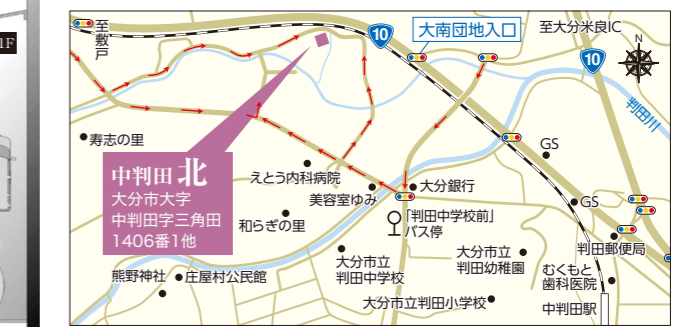 1F
至敷戸
10
大南団地入口
至大分米良IC
N
10
判田川
寿志の里
GS
中判田 北
大分市大字
中判田字三角田
1406番1他
えとう内科病院
美容室ゆみ
大分銀行
GS
和らぎの里
「判田中学校前」
バス停
大分市立
判田中学校
大分市立
判田幼稚園
判田郵便局
熊野神社
庄屋村公民館
むくもと
歯科医院
大分市立判田小学校
中判田駅